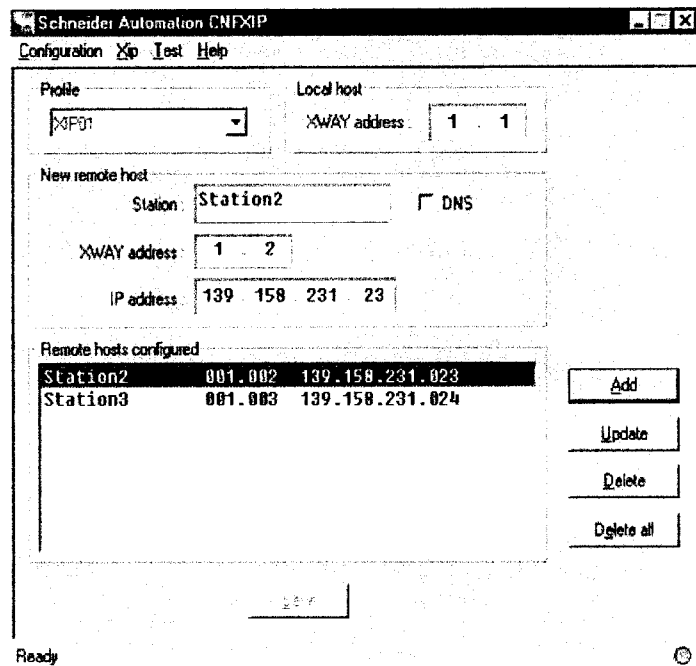 Schneider Automation CNFXIP
Configuration Xip Test Help
Profile
XIP01
Local host
XWAY address : 1 . 1
New remote host
Station : Station2
DNS
XWAY address : 1 . 2
IP address : 139 . 158 . 231 . 23
Remote hosts configured
Station2 001.002 139.158.231.023
Station3 001.003 139.158.231.024
Add
Update
Delete
Delete all
Ready